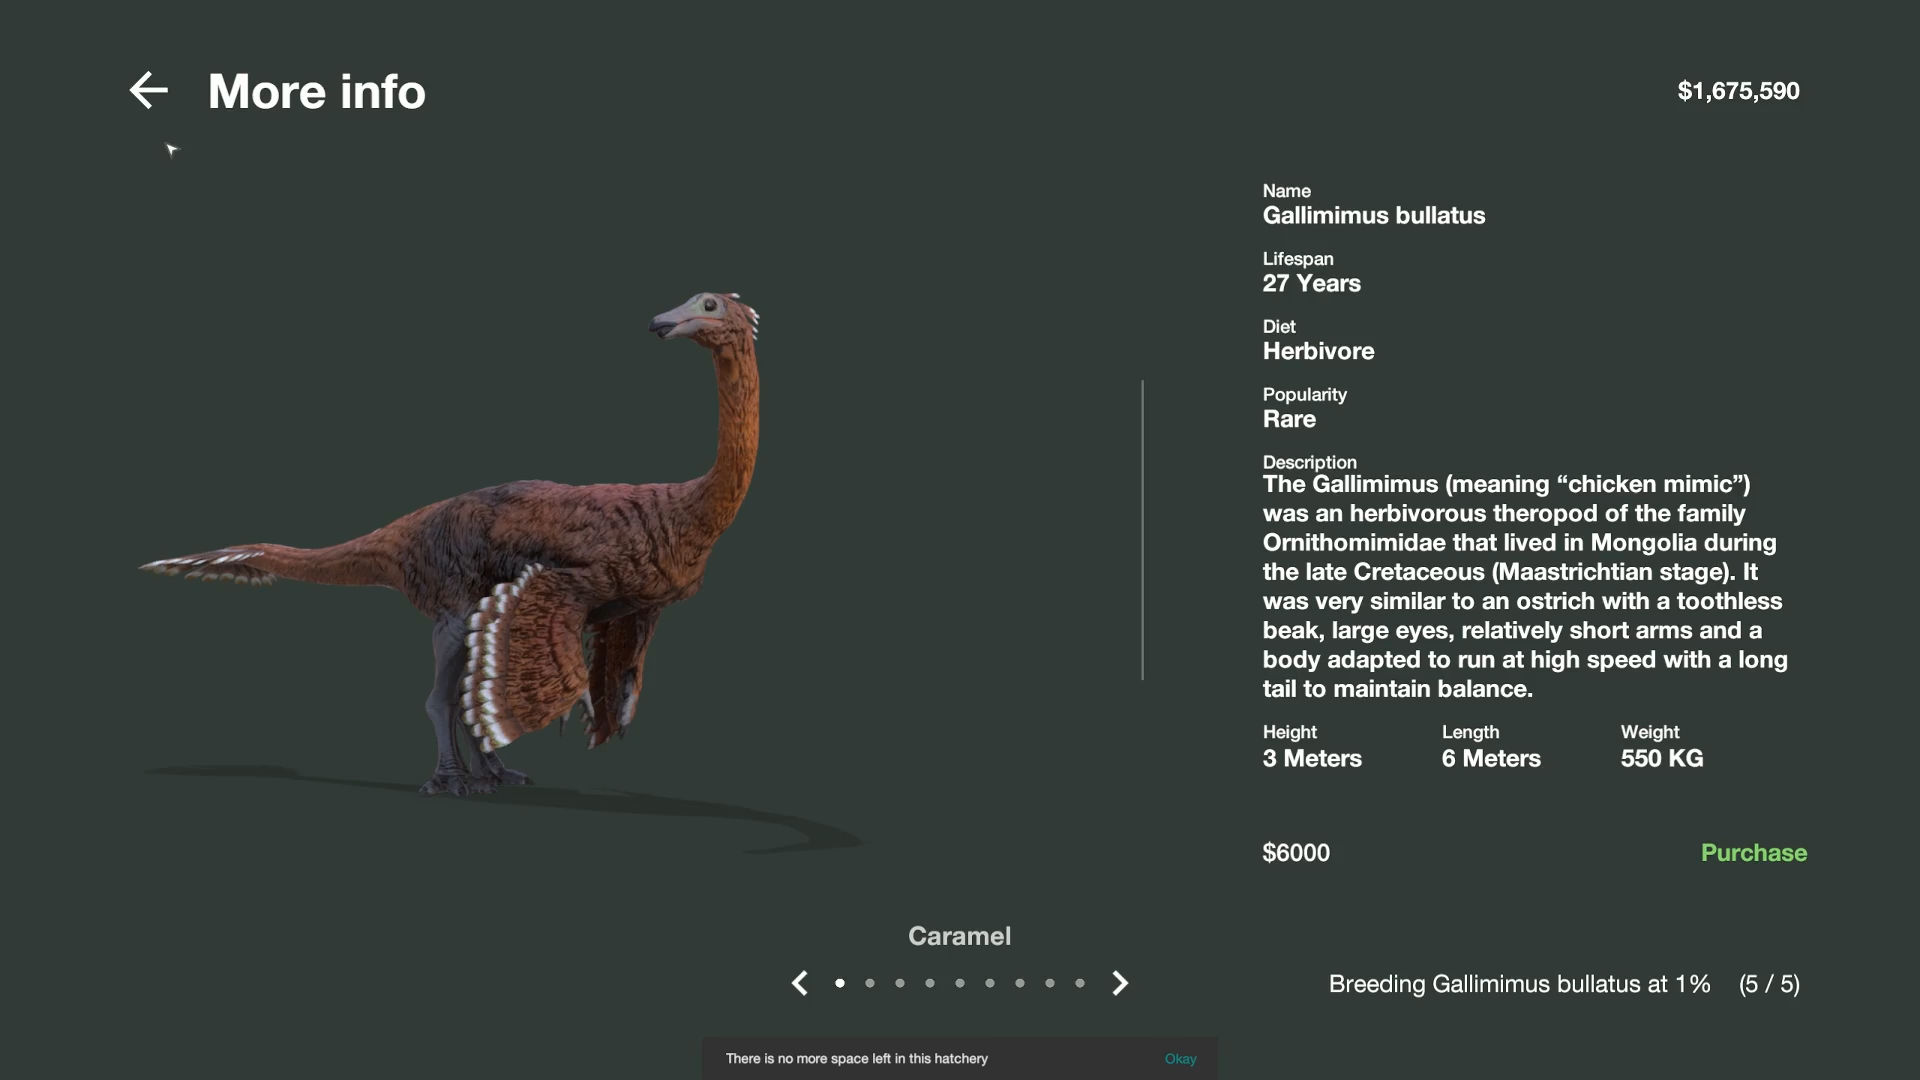 More info
$1,675,590
Name
Gallimimus bullatus
Lifespan
27 Years
Diet
Herbivore
Popularity
Rare
Description
The Gallimimus (meaning “chicken mimic”)
was an herbivorous theropod of the family
Ornithomimidae that lived in Mongolia during
the late Cretaceous (Maastrichtian stage). It
was very similar to an ostrich with a toothless
beak, large eyes, relatively short arms and a
body adapted to run at high speed with a long
tail to maintain balance.
Height Length Weight
3 Meters 6 Meters 550 KG
$6000 Purchase
Caramel
Breeding Gallimimus bullatus at 1% (5 / 5)
There is no more space left in this hatchery Okay